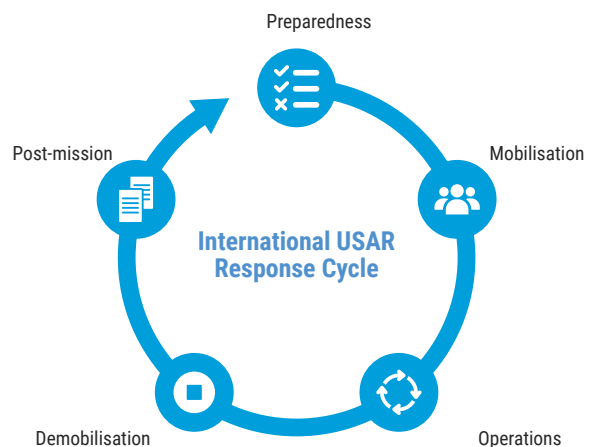 Preparedness
Post-mission
Mobilisation
International USAR
Response Cycle
Demobilisation
Operations